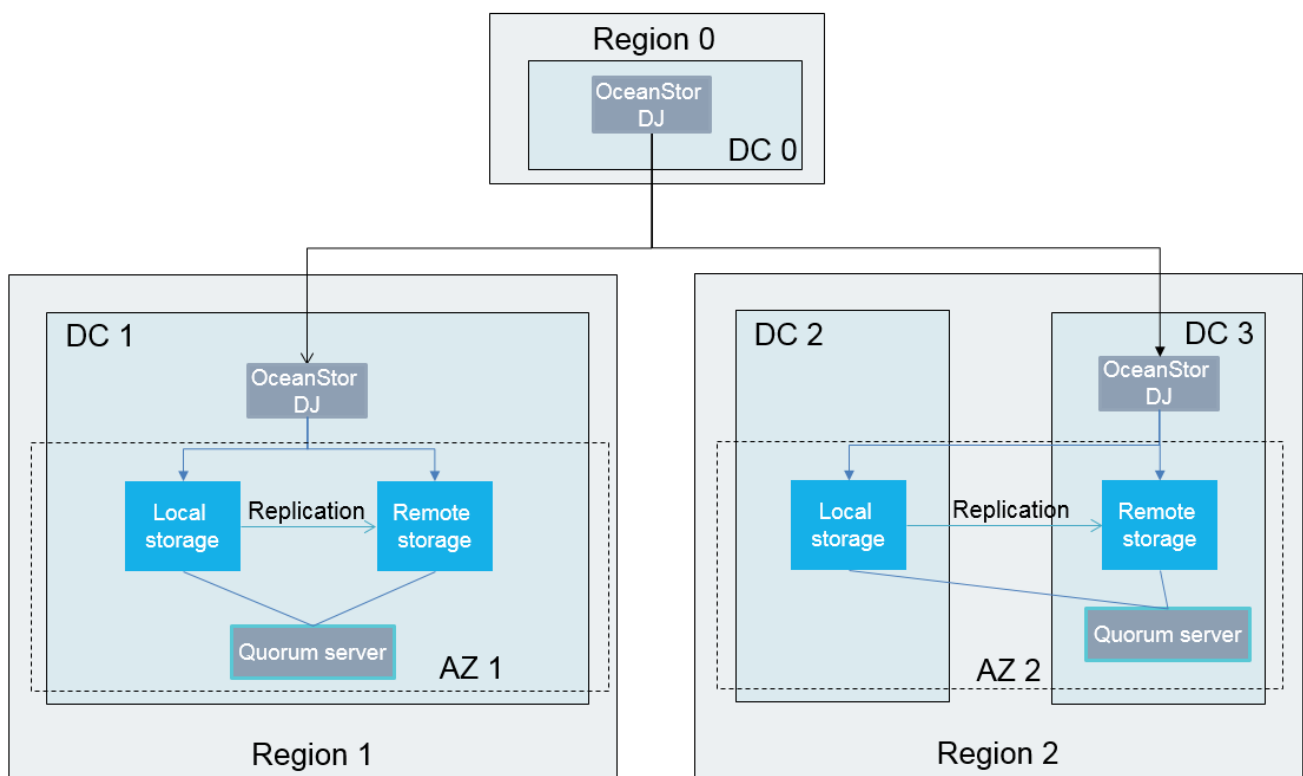 Region 0
OceanStor
DJ
DC 0
DC 1
OceanStor
DJ
Local
storage
Replication
Remote
storage
Quorum server
AZ 1
Region 1
DC 2
DC 3
OceanStor
DJ
Local
storage
Replication
Remote
storage
Quorum server
AZ 2
Region 2